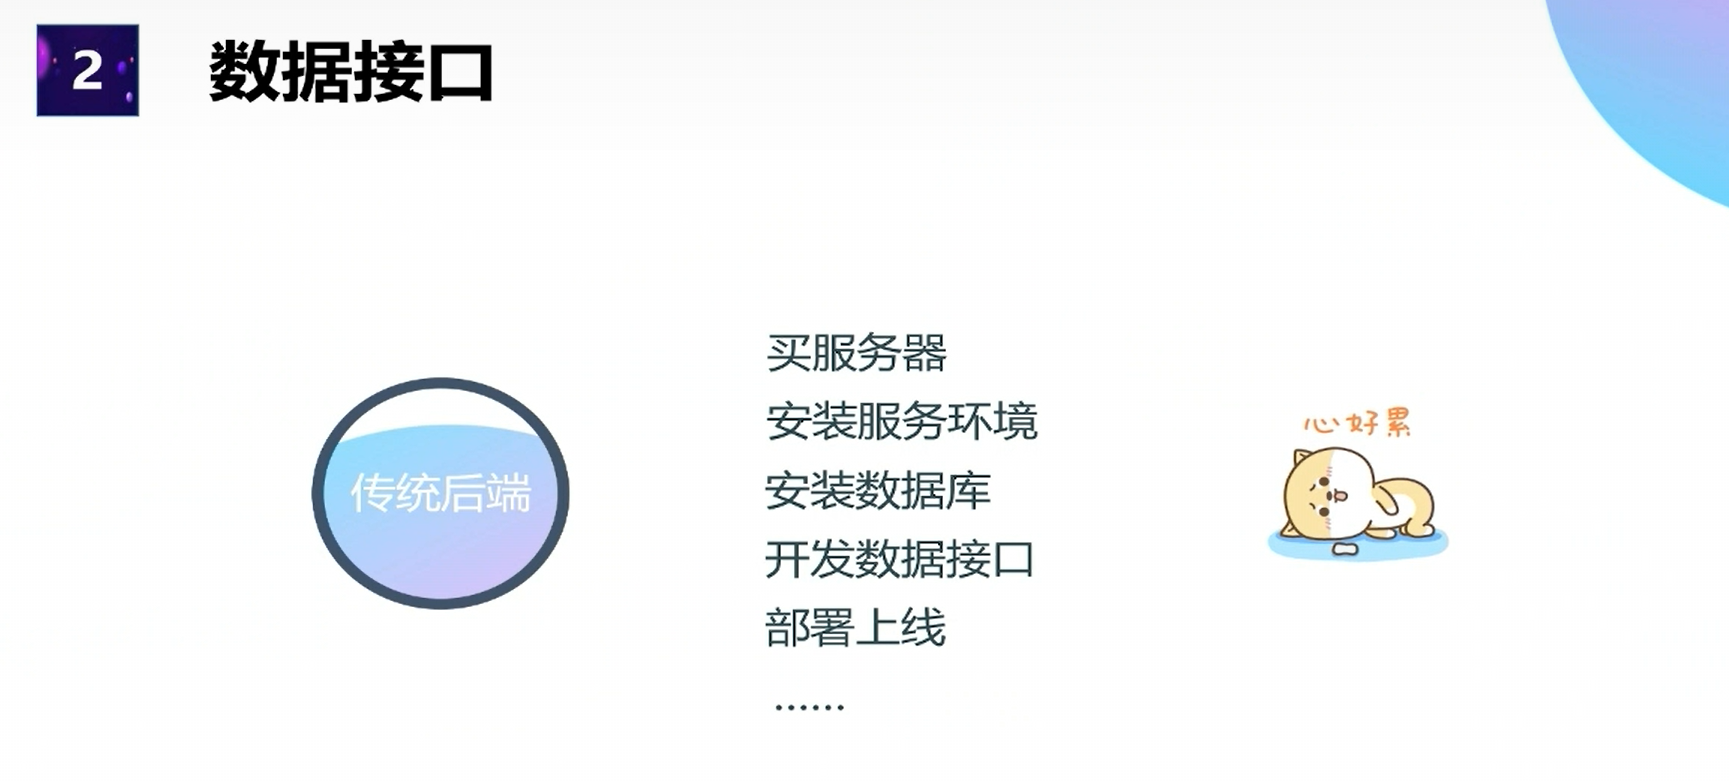 2
数据接口
传统后端
买服务器
安装服务环境
安装数据库
开发数据接口
部署上线
......
心好累